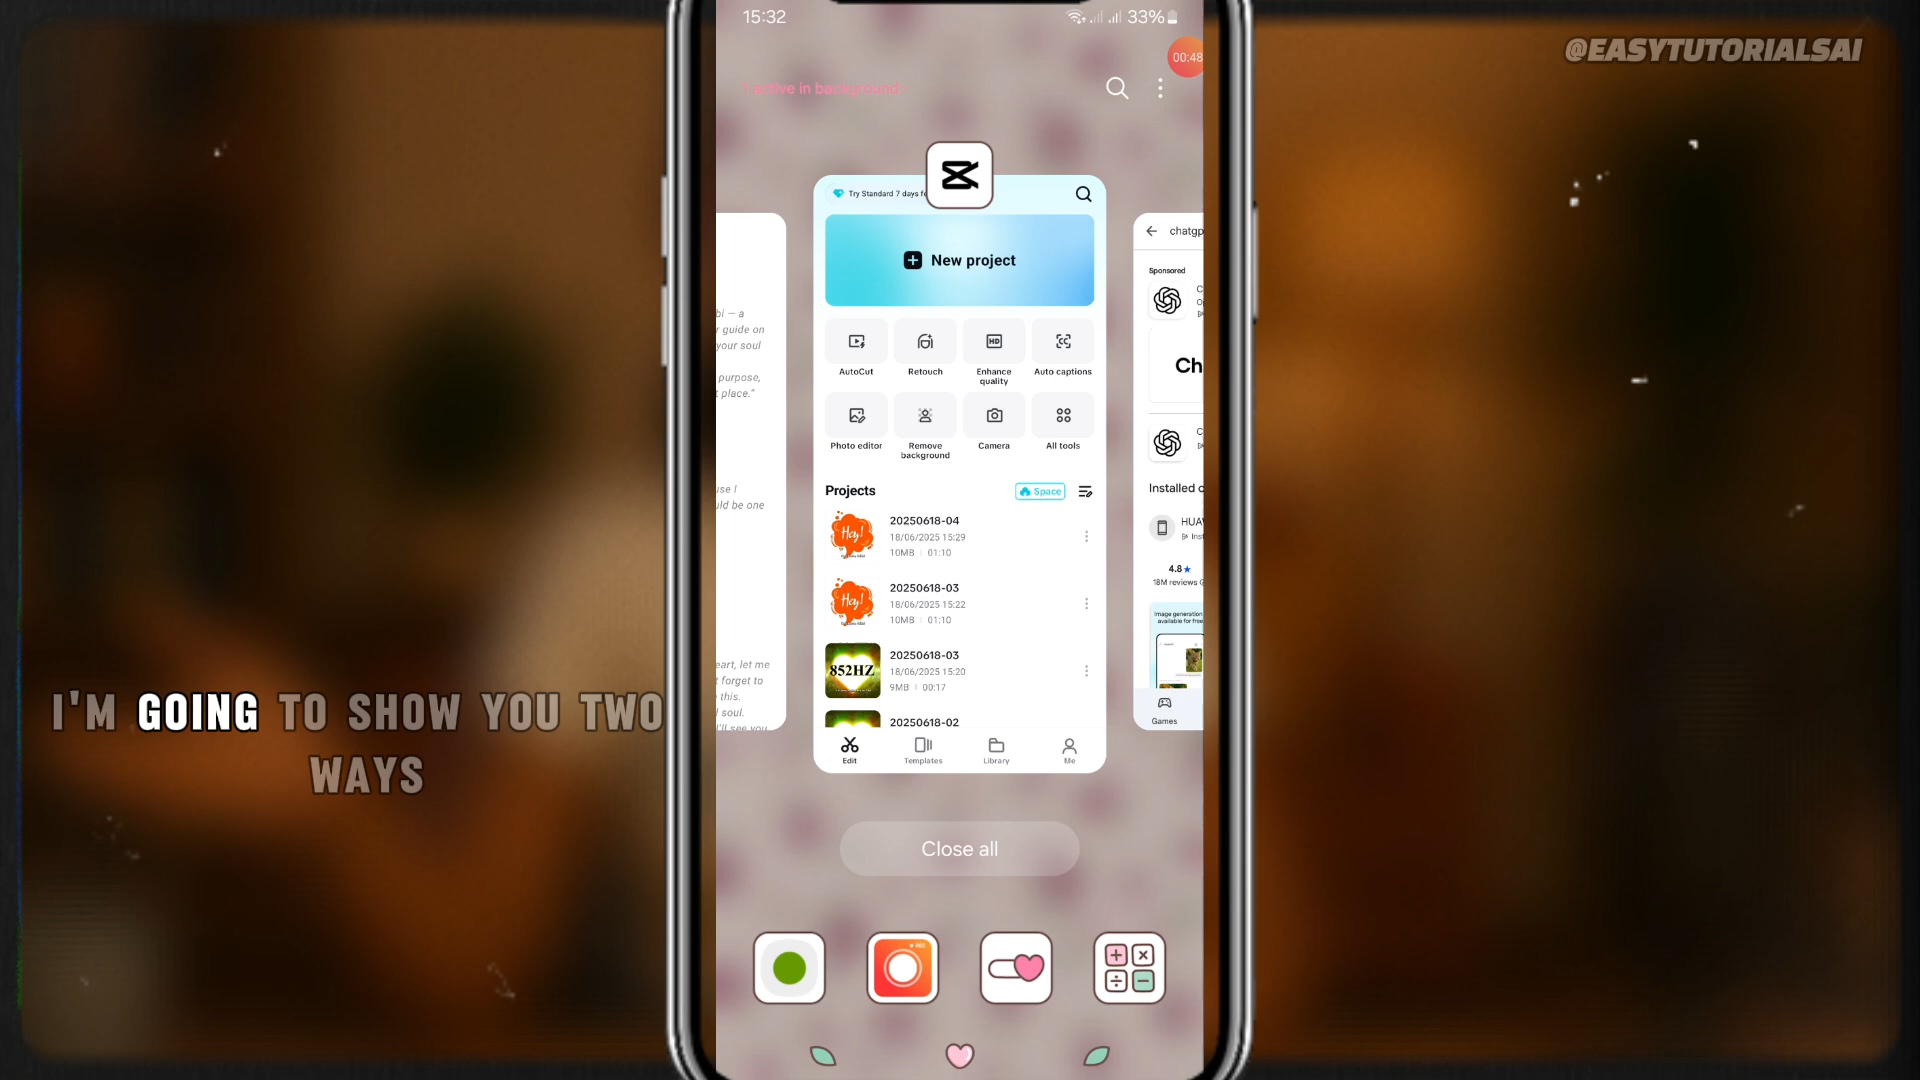 @EASYTUTORIALSAI
15:32
33%
00:48
active in background
Try Standard 7 days
New project
AutoCut
Retouch
Enhance quality
Auto captions
Photo editor
Remove background
Camera
All tools
Projects
Space
20250618-04
18/06/2025 15:29
10MB | 01:10
20250618-03
18/06/2025 15:22
10MB | 01:10
852HZ
20250618-03
18/06/2025 15:20
9MB | 00:17
20250618-02
Edit
Templates
Library
Me
bi — a
r guide on
your soul
purpose,
t place."
use I
uld be one
eart, let me
t forget to
this.
soul.
'll see you
chatgp
Sponsored
Ch
Installed
HUA
4.8★
18M reviews
Image generation
available for free
Games
I'M GOING TO SHOW YOU TWO
WAYS
Close all
Hey!
Hey!
HD
CC